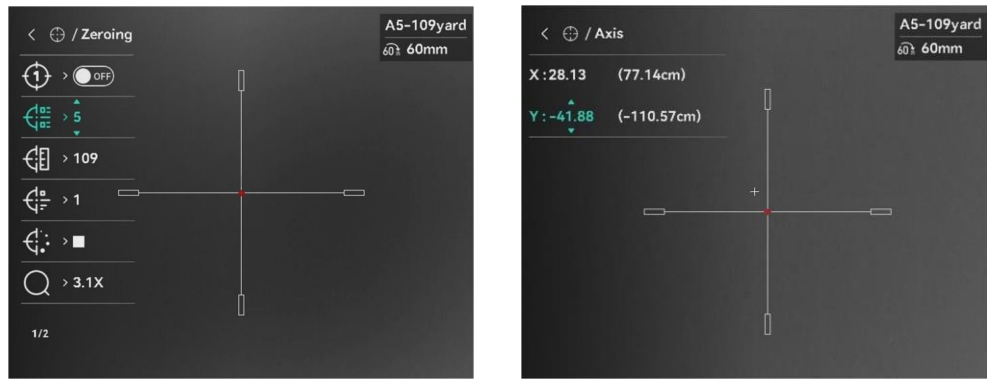 < / Zeroing
A5-109yard
60mm
1 > OFF
> 5
> 109
> 1
>
> 3.1X
1/2
< / Axis
A5-109yard
60mm
X:28.13 (77.14cm)
Y:-41.88 (-110.57cm)